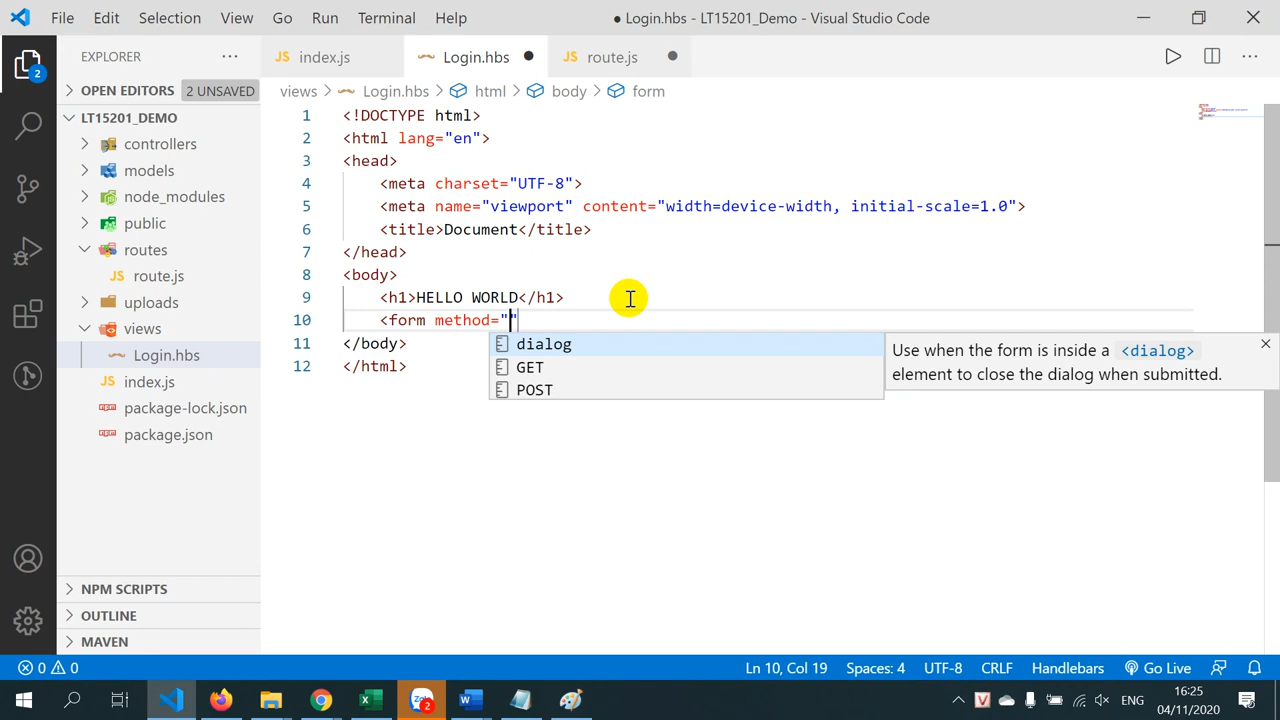 File Edit Selection View Go Run Terminal Help
● Login.hbs - LT15201_Demo - Visual Studio Code
2
EXPLORER
OPEN EDITORS 2 UNSAVED
LT15201_DEMO
controllers
models
node_modules
public
routes
JS route.js
uploads
views
Login.hbs
JS index.js
package-lock.json
package.json
NPM SCRIPTS
OUTLINE
MAVEN
JS index.js Login.hbs JS route.js
views > Login.hbs > html > body > form
1 <!DOCTYPE html>
2 <html lang="en">
3 <head>
4 <meta charset="UTF-8">
5 <meta name="viewport" content="width=device-width, initial-scale=1.0">
6 <title>Document</title>
7 </head>
8 <body>
9 <h1>HELLO WORLD</h1>
10 <form method=""
11 </body>
12 </html>
dialog
GET
POST
Use when the form is inside a <dialog>
element to close the dialog when submitted.
0 0 Ln 10, Col 19 Spaces: 4 UTF-8 CRLF Handlebars Go Live
Zalo 2 V ENG
16:25
04/11/2020